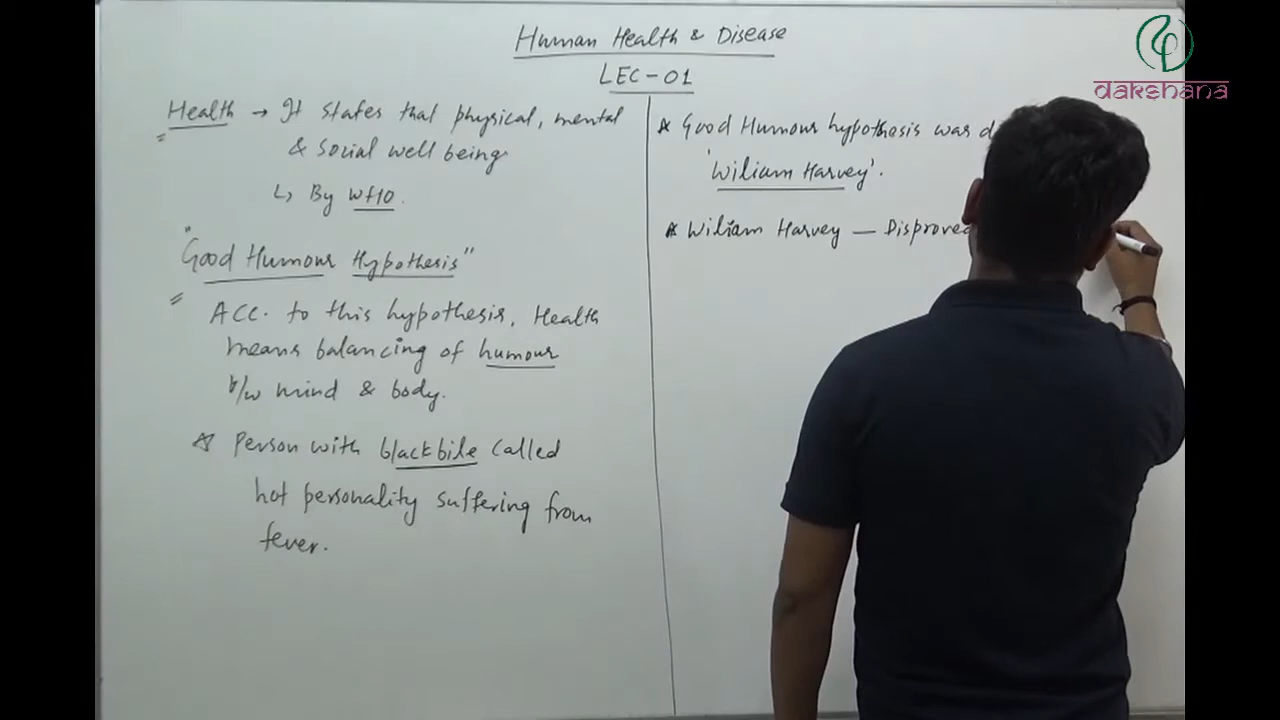 Human Health & Disease
LEC-01
dakshana
Health → It states that physical, mental
& Social well being
↳ By WHO.
"Good Humour Hypothesis"
Acc. to this hypothesis, Health
means balancing of humour
b/w mind & body.
☆ Person with blackbile called
hot personality suffering from
fever.
★ Good Humour hypothesis was
'Wiliam Harvey'.
★ Wiliam Harvey — Disproved